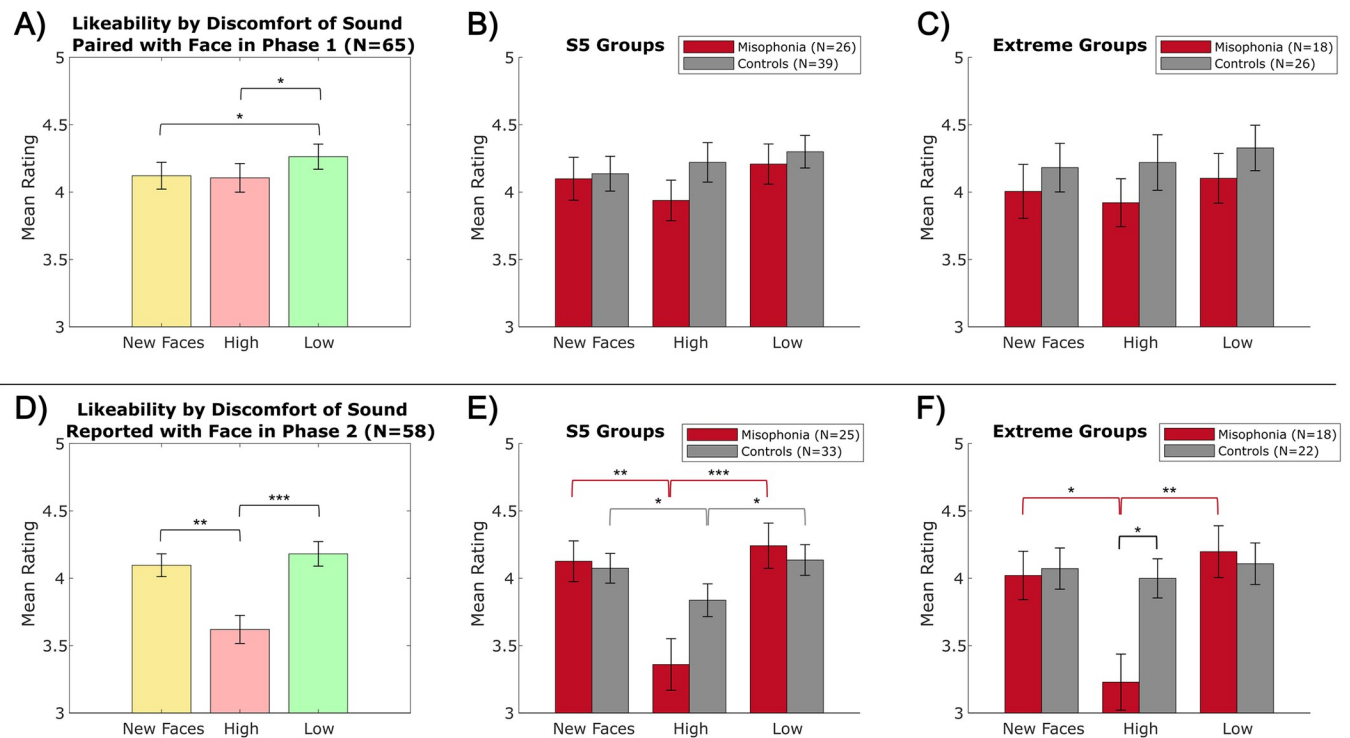 A)
Likeability by Discomfort of Sound
Paired with Face in Phase 1 (N=65)
Mean Rating
5
4.5
4
3.5
3
*
*
New Faces
High
Low
B)
S5 Groups
Misophonia (N=26)
Controls (N=39)
Mean Rating
5
4.5
4
3.5
3
New Faces
High
Low
C)
Extreme Groups
Misophonia (N=18)
Controls (N=26)
Mean Rating
5
4.5
4
3.5
3
New Faces
High
Low
D)
Likeability by Discomfort of Sound
Reported with Face in Phase 2 (N=58)
Mean Rating
5
4.5
4
3.5
3
**
***
New Faces
High
Low
E)
S5 Groups
Misophonia (N=25)
Controls (N=33)
Mean Rating
5
4.5
4
3.5
3
**
***
*
*
New Faces
High
Low
F)
Extreme Groups
Misophonia (N=18)
Controls (N=22)
Mean Rating
5
4.5
4
3.5
3
*
**
*
New Faces
High
Low